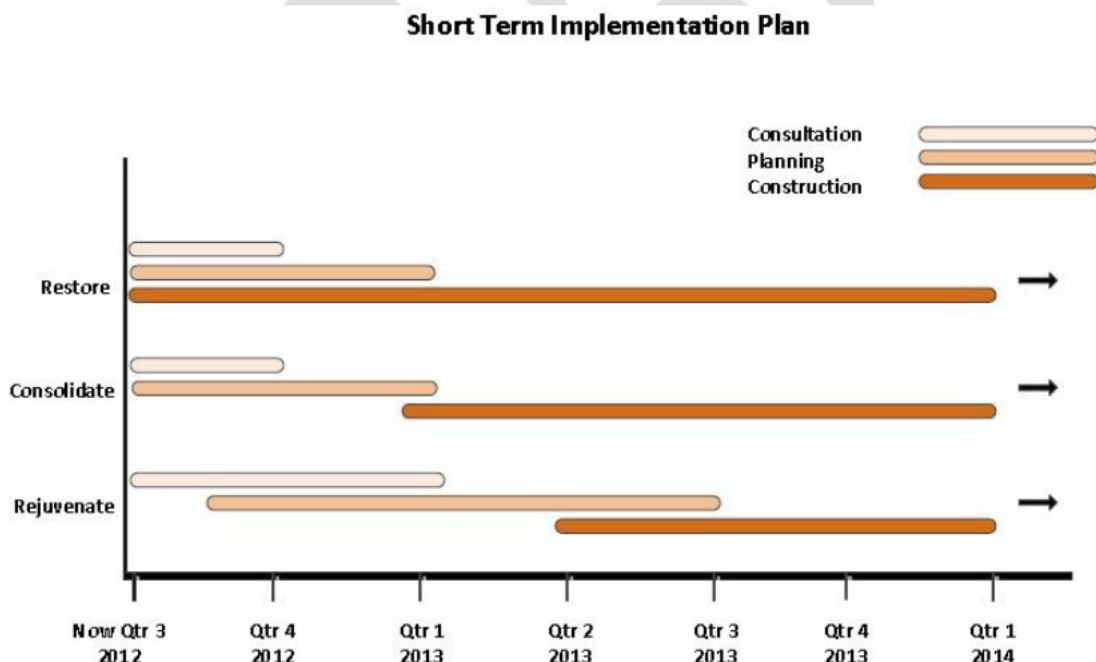 Short Term Implementation Plan
Consultation
Planning
Construction
Restore
Consolidate
Rejuvenate
Now Qtr 3 Qtr 4 Qtr 1 Qtr 2 Qtr 3 Qtr 4 Qtr 1
2012 2012 2013 2013 2013 2013 2014